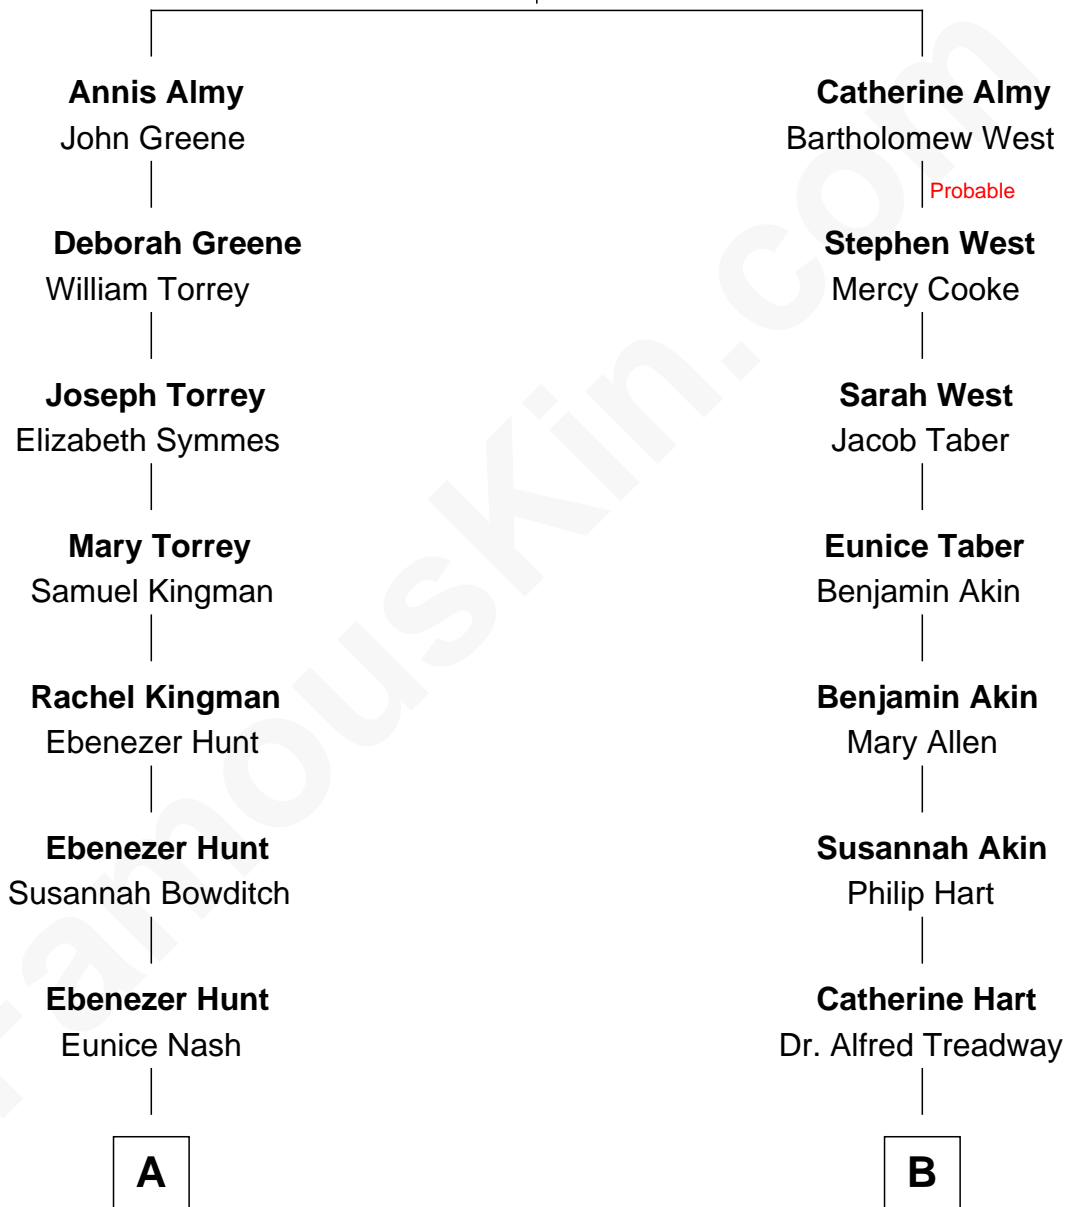 Annis Almy
John Greene
Catherine Almy
Bartholomew West
Probable
Deborah Greene
William Torrey
Stephen West
Mercy Cooke
Joseph Torrey
Elizabeth Symmes
Sarah West
Jacob Taber
Mary Torrey
Samuel Kingman
Eunice Taber
Benjamin Akin
Rachel Kingman
Ebenezer Hunt
Benjamin Akin
Mary Allen
Ebenezer Hunt
Susannah Bowditch
Susannah Akin
Philip Hart
Ebenezer Hunt
Eunice Nash
Catherine Hart
Dr. Alfred Treadway
A
B
FamousKin.com